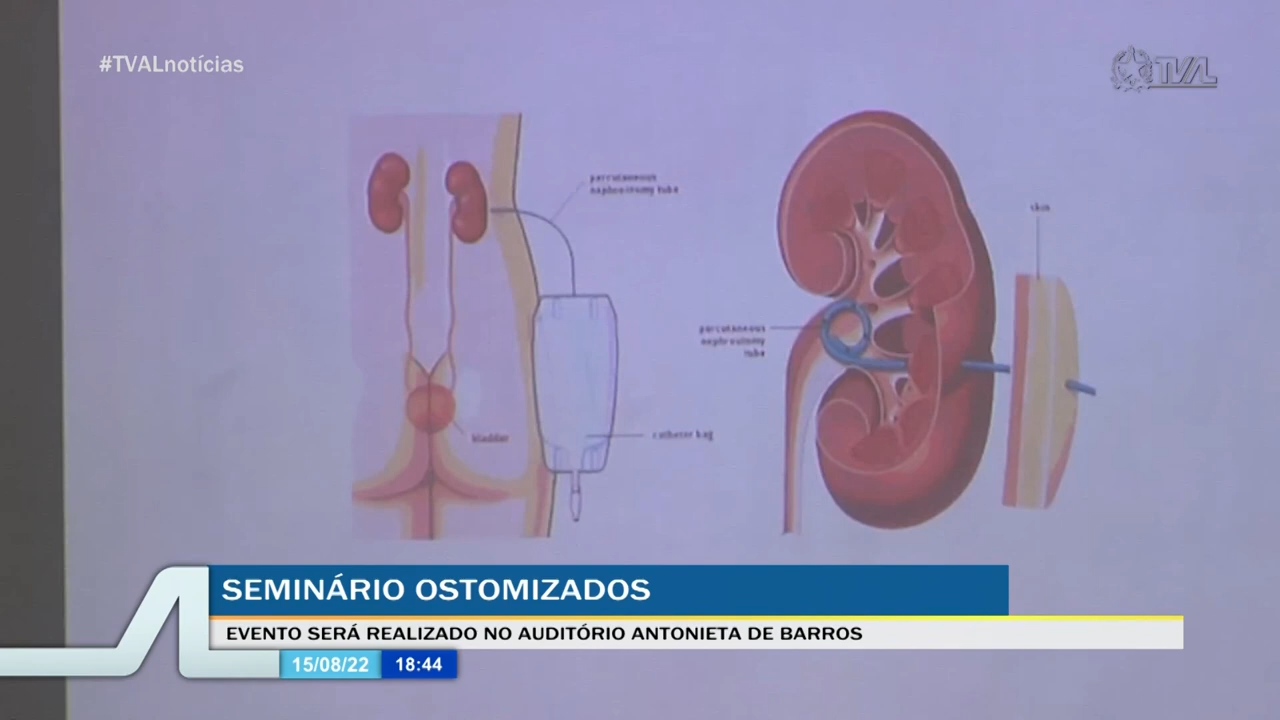 #TVALnotícias
TVAL
percutaneous
nephrostomy tube
skin
percutaneous
nephrostomy
tube
bladder
catheter bag
SEMINÁRIO OSTOMIZADOS
EVENTO SERÁ REALIZADO NO AUDITÓRIO ANTONIETA DE BARROS
15/08/22 18:44